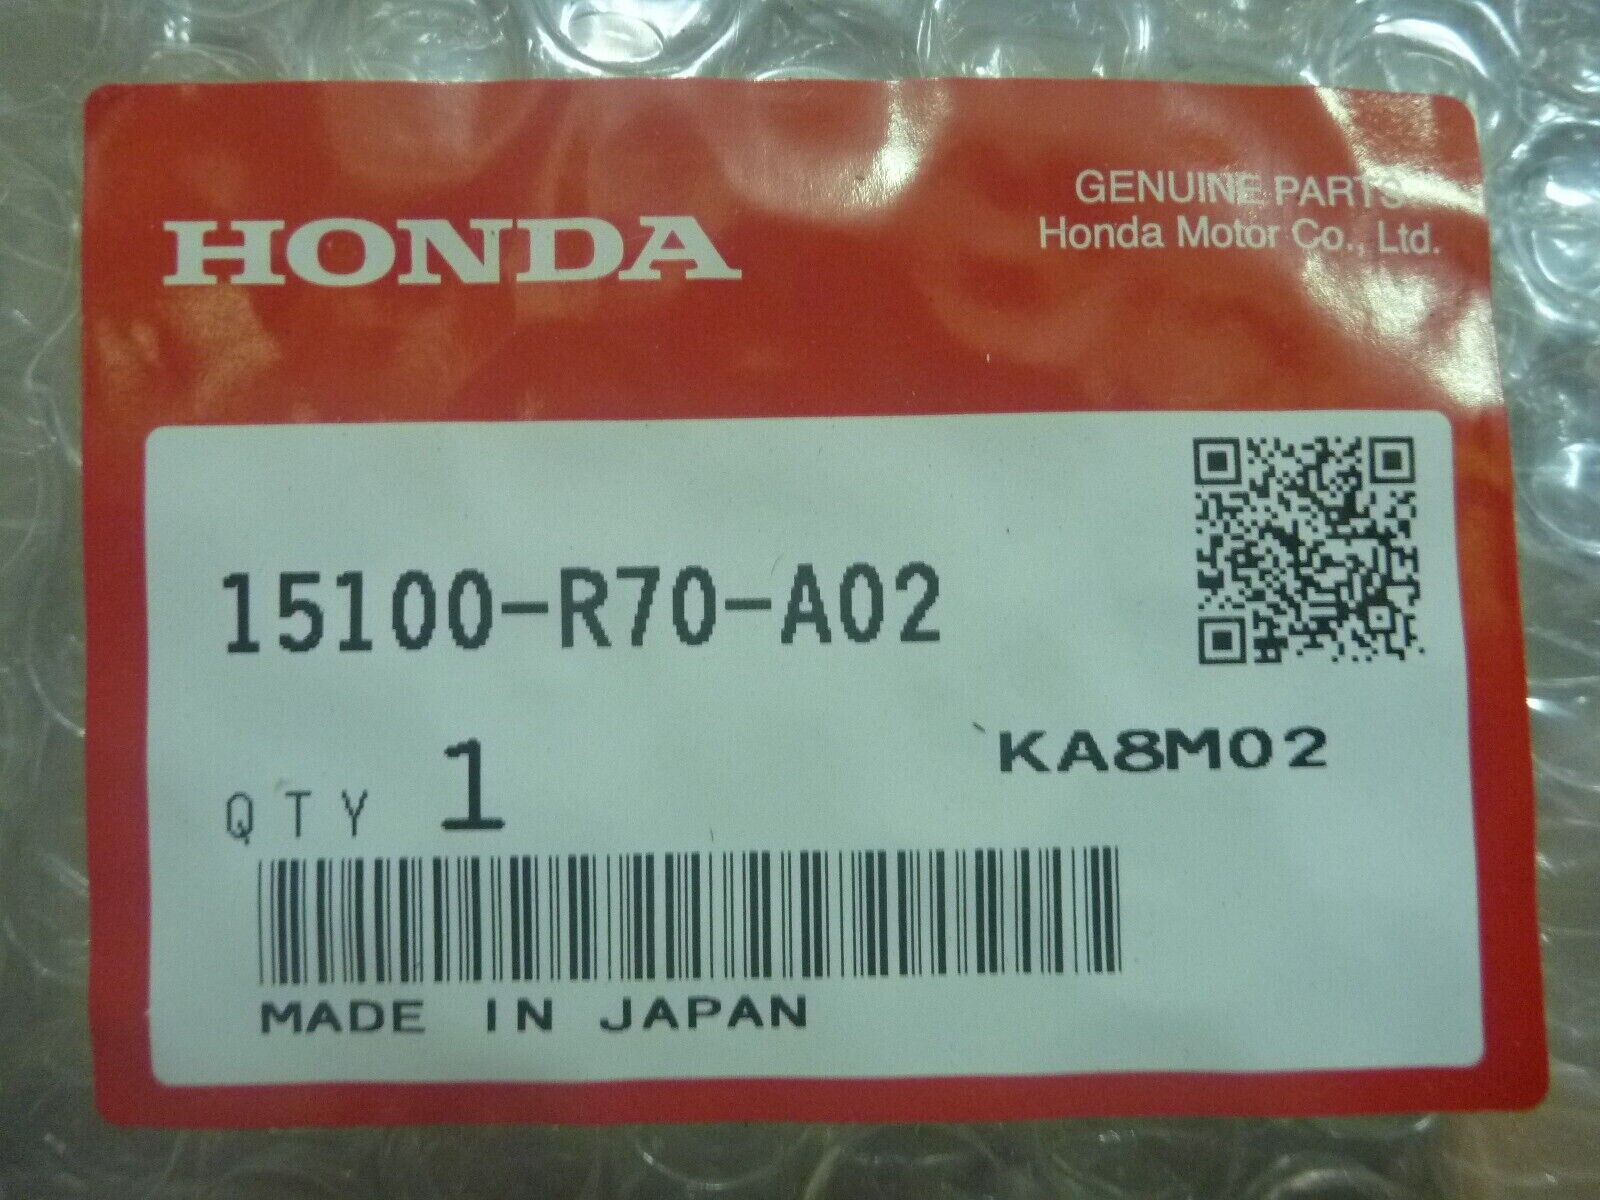 HONDA
GENUINE PARTS
Honda Motor Co., Ltd.
15100-R70-A02
KA8M02
QTY 1
MADE IN JAPAN